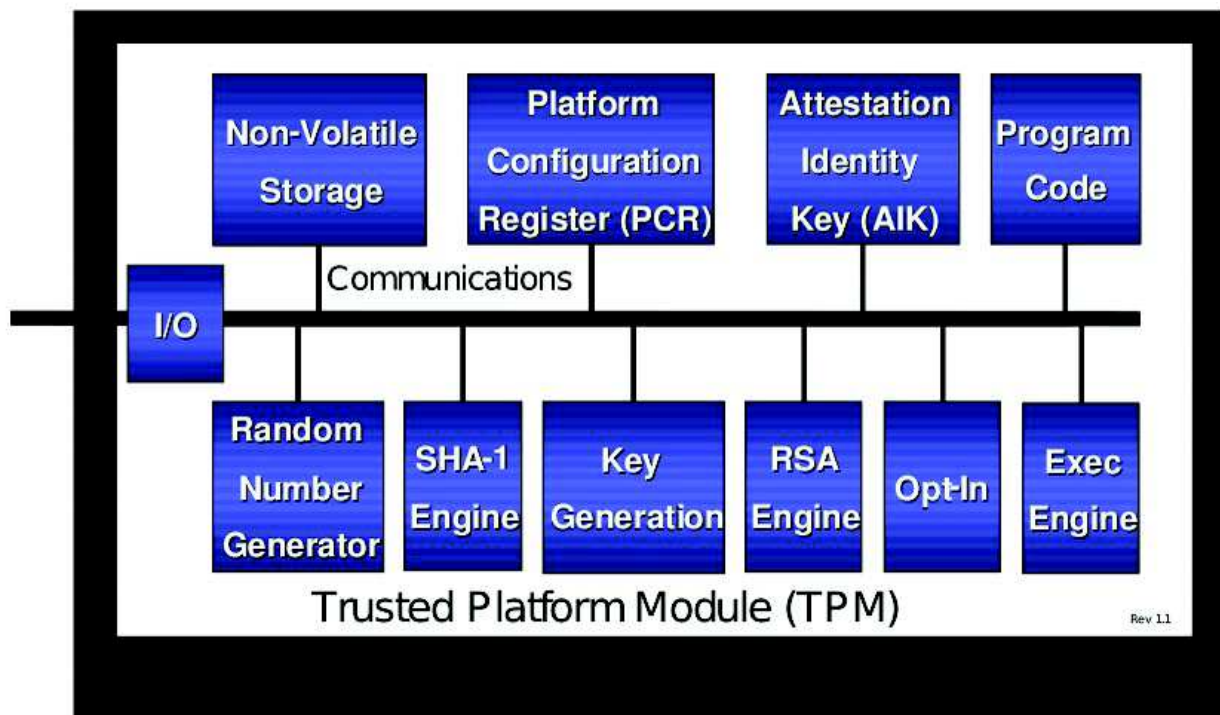 Non-Volatile
Storage
Platform
Configuration
Register (PCR)
Attestation
Identity
Key (AIK)
Program
Code
Communications
I/O
Random
Number
Generator
SHA-1
Engine
Key
Generation
RSA
Engine
Opt-In
Exec
Engine
Trusted Platform Module (TPM)
Rev 1.1